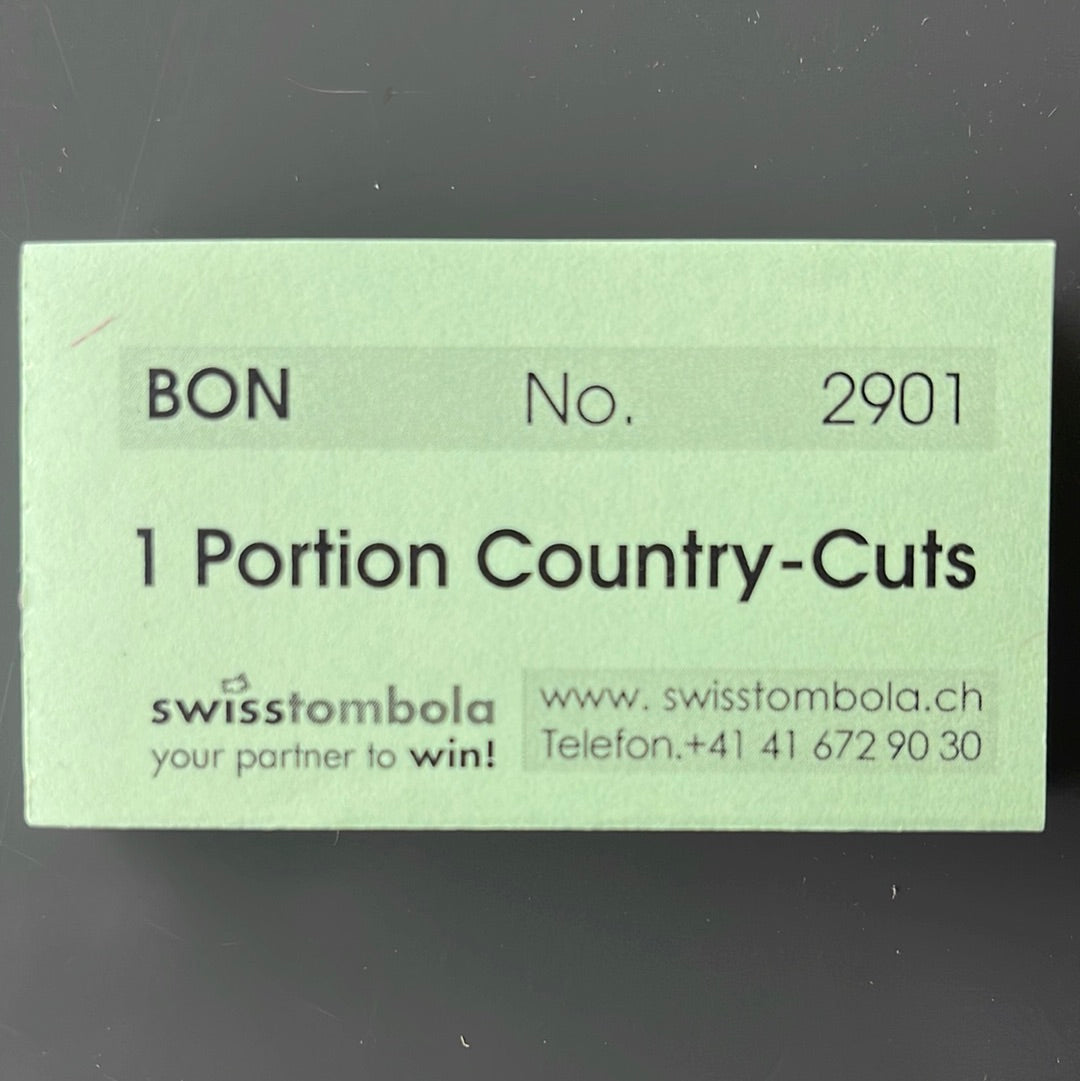 BON No. 2901
1 Portion Country-Cuts
swisstombola
your partner to win!
www. swisstombola.ch
Telefon.+41 41 672 90 30